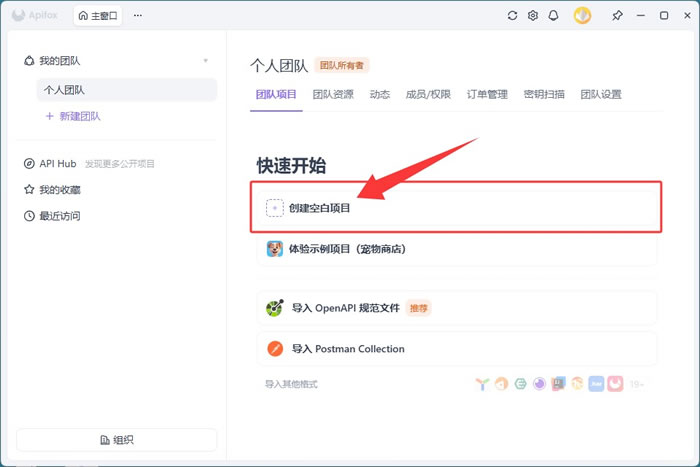 Apifox
主窗口
我的团队
个人团队
+ 新建团队
API Hub 发现更多公开项目
我的收藏
最近访问
组织
个人团队 团队所有者
团队项目 团队资源 动态 成员/权限 订单管理 密钥扫描 团队设置
快速开始
创建空白项目
体验示例项目（宠物商店）
导入 OpenAPI 规范文件 推荐
导入 Postman Collection
导入其他格式 19+